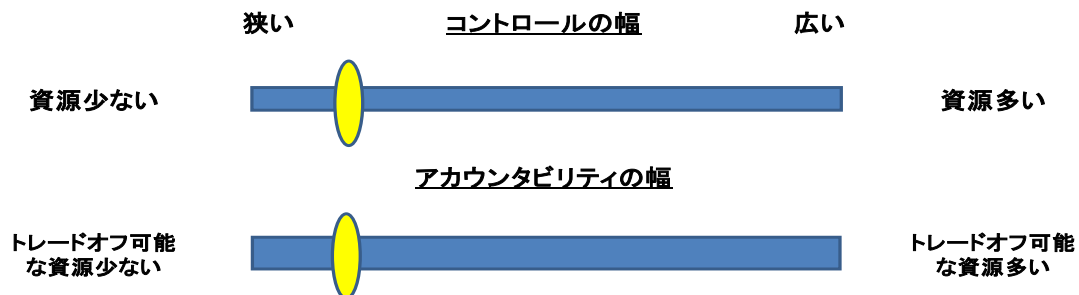 狭い コントロールの幅 広い
資源少ない 資源多い
アカウンタビリティの幅
トレードオフ可能
な資源少ない
トレードオフ可能
な資源多い